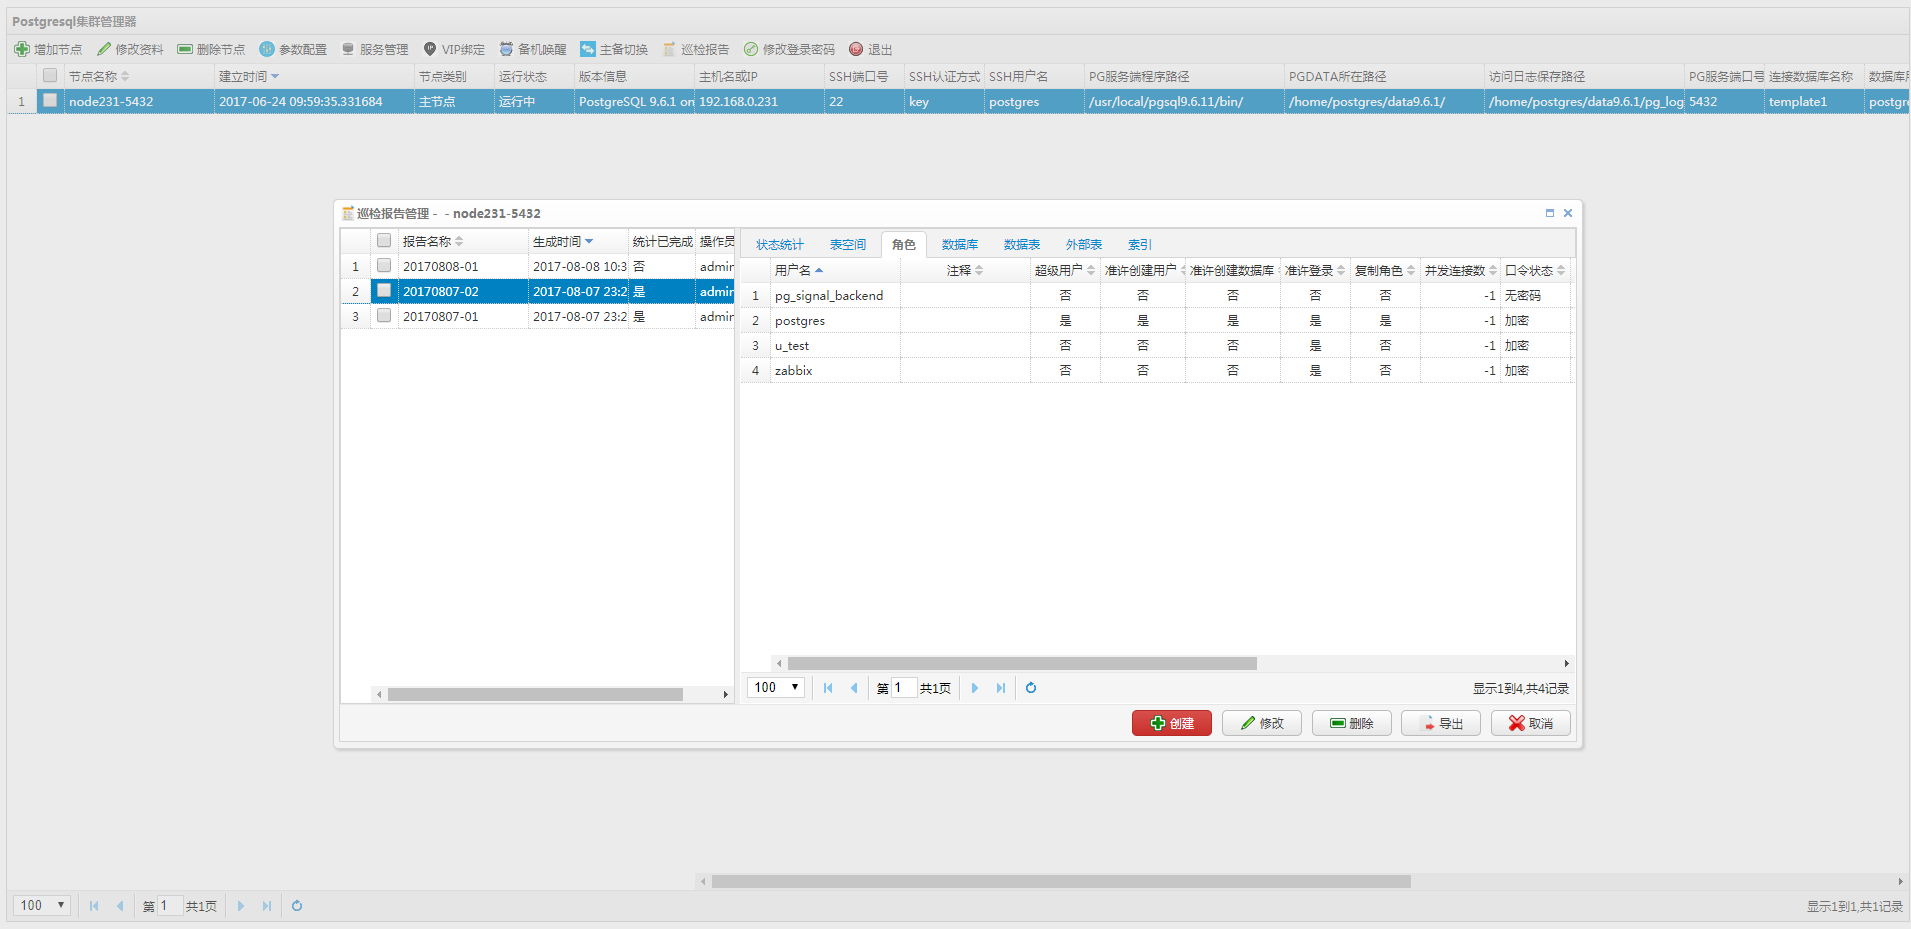 Postgresql集群管理器
增加节点 修改资料 删除节点 参数配置 服务管理 VIP绑定 备机唤醒 主备切换 巡检报告 修改登录密码 退出
节点名称 建立时间 节点类别 运行状态 版本信息 主机名或IP SSH端口号 SSH认证方式 SSH用户名 PG服务端程序路径 PGDATA所在路径 访问日志保存路径 PG服务端口号 连接数据库名称 数据库用
1 node231-5432 2017-06-24 09:59:35.331684 主节点 运行中 PostgreSQL 9.6.1 on 192.168.0.231 22 key postgres /usr/local/pgsql9.6.11/bin/ /home/postgres/data9.6.1/ /home/postgres/data9.6.1/pg_log 5432 template1 postgre
巡检报告管理 - - node231-5432
报告名称 生成时间 统计已完成 操作员
1 20170808-01 2017-08-08 10:3 否 admin
2 20170807-02 2017-08-07 23:2 是 admin
3 20170807-01 2017-08-07 23:2 是 admin
状态统计 表空间 角色 数据库 数据表 外部表 索引
用户名 注释 超级用户 准许创建用户 准许创建数据库 准许登录 复制角色 并发连接数 口令状态
1 pg_signal_backend 否 否 否 否 否 -1 无密码
2 postgres 是 是 是 是 是 -1 加密
3 u_test 否 否 否 是 否 -1 加密
4 zabbix 否 否 否 是 否 -1 加密
100 第 1 共1页 显示1到4,共4记录
创建 修改 删除 导出 取消
100 第 1 共1页 显示1到1,共1记录